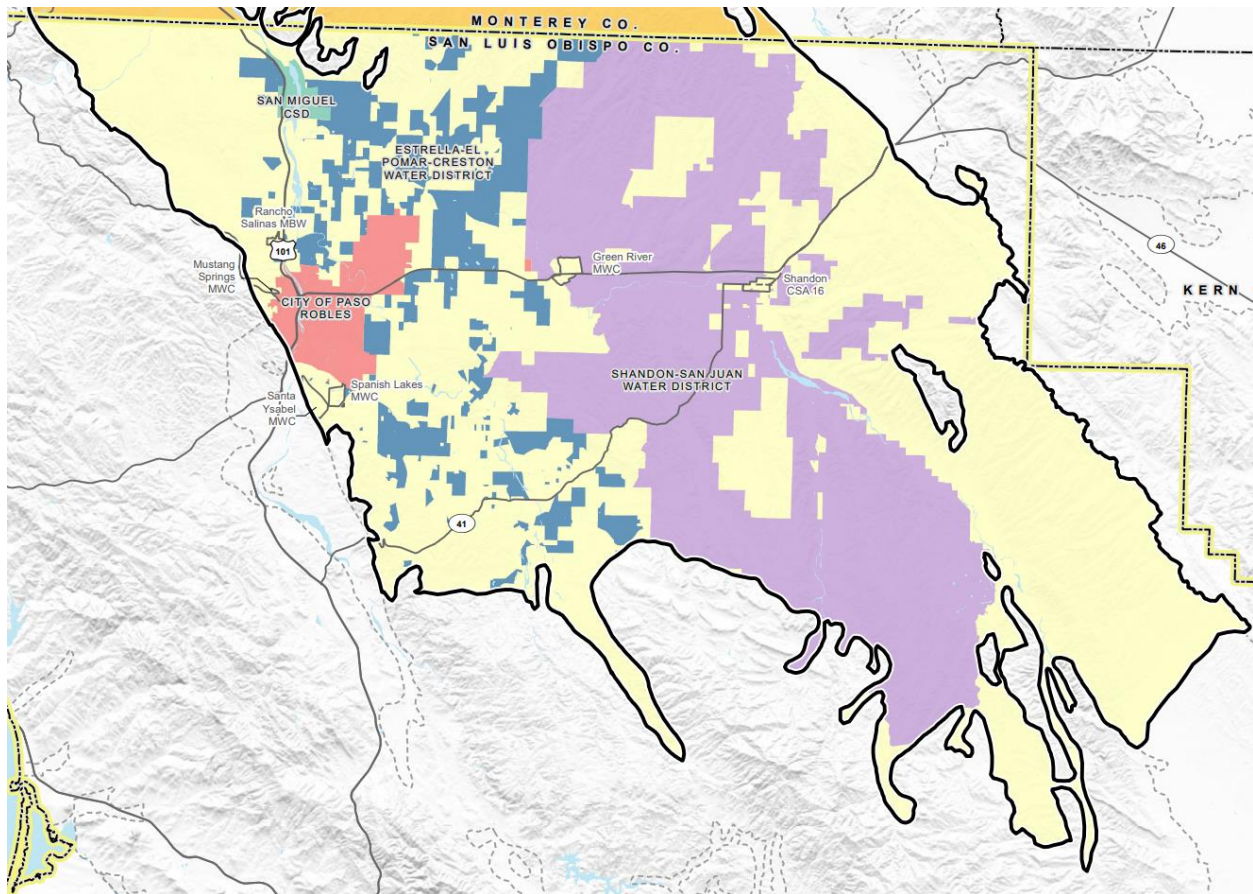 MONTEREY CO.
SAN LUIS OBISPO CO.
SAN MIGUEL
CSD
ESTRELLA-EL
POMAR-CRESTON
WATER DISTRICT
Rancho
Salinas MBW
101
46
Mustang
Springs
MWC
Green River
MWC
Shandon
CSA 16
KERN
CITY OF PASO
ROBLES
SHANDON-SAN JUAN
WATER DISTRICT
Spanish Lakes
MWC
Santa
Ysabel
MWC
41